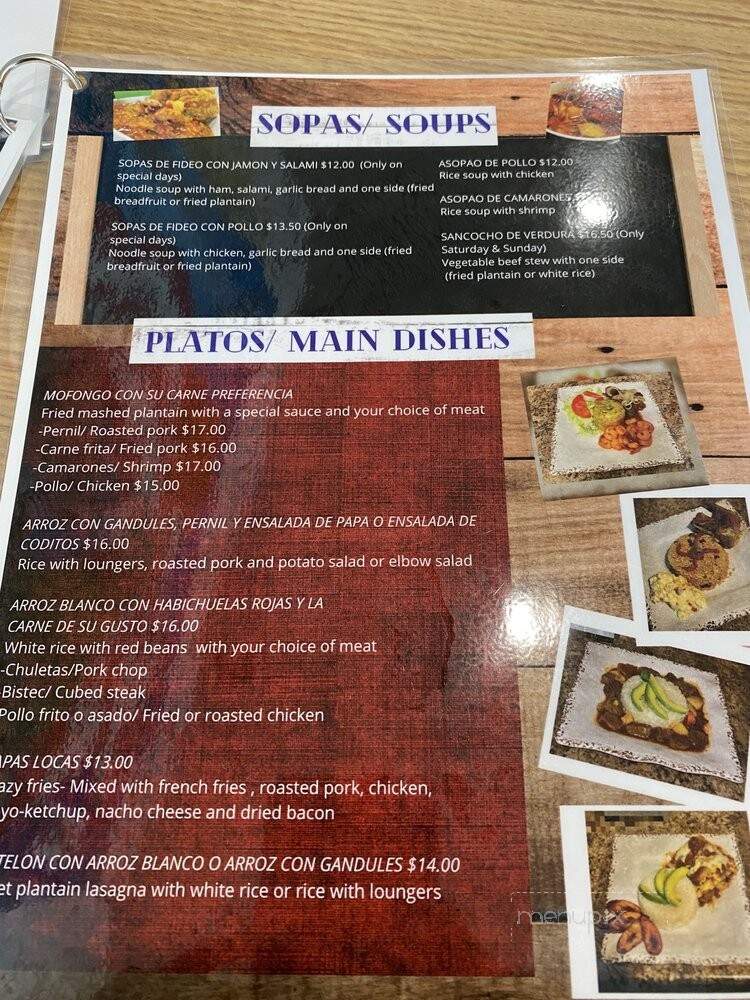 SOPAS/ SOUPS
SOPAS DE FIDEO CON JAMON Y SALAMI $12.00 (Only on
special days)
Noodle soup with ham, salami, garlic bread and one side (fried
breadfruit or fried plantain)
SOPAS DE FIDEO CON POLLO $13.50 (Only on
special days)
Noodle soup with chicken, garlic bread and one side (fried
breadfruit or fried plantain)
ASOPAO DE POLLO $12.00
Rice soup with chicken
ASOPAO DE CAMARONES
Rice soup with shrimp
SANCOCHO DE VERDURA $16.50 (Only
Saturday & Sunday)
Vegetable beef stew with one side
(fried plantain or white rice)
PLATOS/ MAIN DISHES
MOFONGO CON SU CARNE PREFERENCIA
Fried mashed plantain with a special sauce and your choice of meat
-Pernil/ Roasted pork $17.00
-Carne frita/ Fried pork $16.00
-Camarones/ Shrimp $17.00
-Pollo/ Chicken $15.00
ARROZ CON GANDULES, PERNIL Y ENSALADA DE PAPA O ENSALADA DE
CODITOS $16.00
Rice with loungers, roasted pork and potato salad or elbow salad
ARROZ BLANCO CON HABICHUELAS ROJAS Y LA
CARNE DE SU GUSTO $16.00
White rice with red beans with your choice of meat
-Chuletas/Pork chop
-Bistec/ Cubed steak
Pollo frito o asado/ Fried or roasted chicken
APAS LOCAS $13.00
azy fries- Mixed with french fries , roasted pork, chicken,
yo-ketchup, nacho cheese and dried bacon
TELON CON ARROZ BLANCO O ARROZ CON GANDULES $14.00
et plantain lasagna with white rice or rice with loungers
menupix